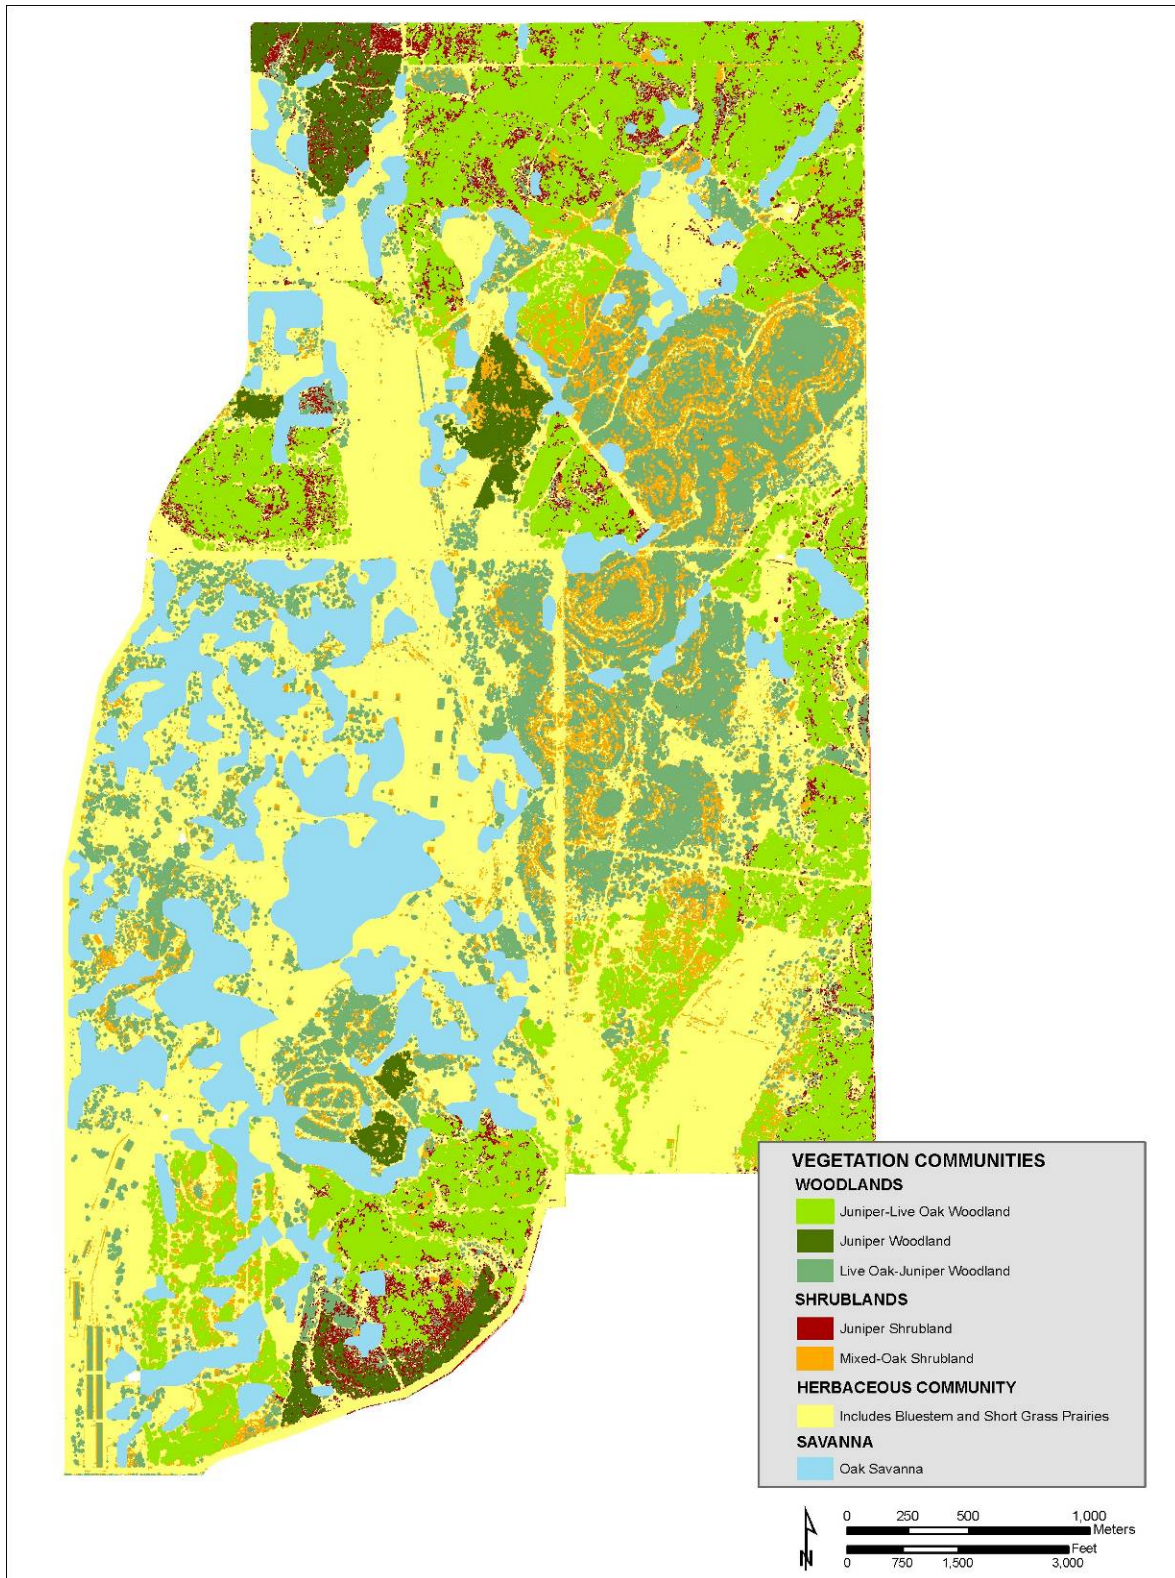 VEGETATION COMMUNITIES
WOODLANDS
Juniper-Live Oak Woodland
Juniper Woodland
Live Oak-Juniper Woodland
SHRUBLANDS
Juniper Shrubland
Mixed-Oak Shrubland
HERBACEOUS COMMUNITY
Includes Bluestem and Short Grass Prairies
SAVANNA
Oak Savanna
0 250 500 1,000
Meters
Feet
0 750 1,500 3,000
N